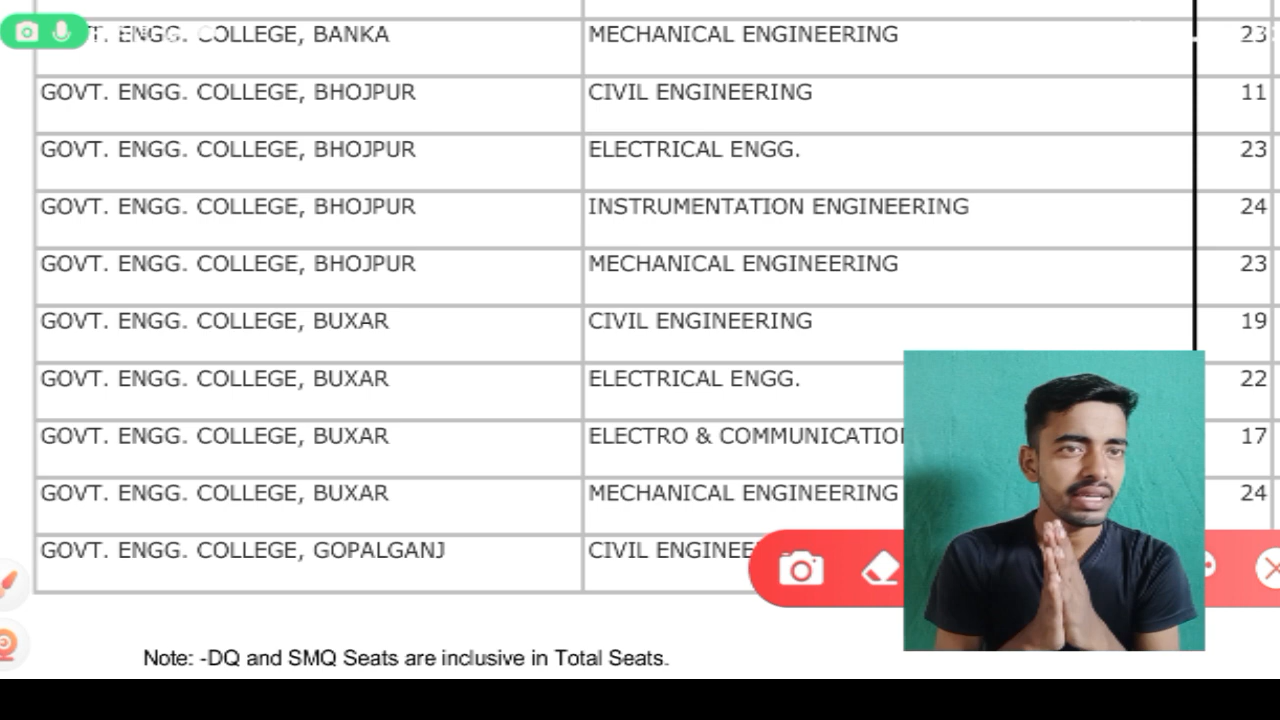 ENGG. COLLEGE, BANKA MECHANICAL ENGINEERING 23
GOVT. ENGG. COLLEGE, BHOJPUR CIVIL ENGINEERING 11
GOVT. ENGG. COLLEGE, BHOJPUR ELECTRICAL ENGG. 23
GOVT. ENGG. COLLEGE, BHOJPUR INSTRUMENTATION ENGINEERING 24
GOVT. ENGG. COLLEGE, BHOJPUR MECHANICAL ENGINEERING 23
GOVT. ENGG. COLLEGE, BUXAR CIVIL ENGINEERING 19
GOVT. ENGG. COLLEGE, BUXAR ELECTRICAL ENGG. 22
GOVT. ENGG. COLLEGE, BUXAR ELECTRO & COMMUNICATIO 17
GOVT. ENGG. COLLEGE, BUXAR MECHANICAL ENGINEERING 24
GOVT. ENGG. COLLEGE, GOPALGANJ CIVIL ENGINEE
Note: -DQ and SMQ Seats are inclusive in Total Seats.